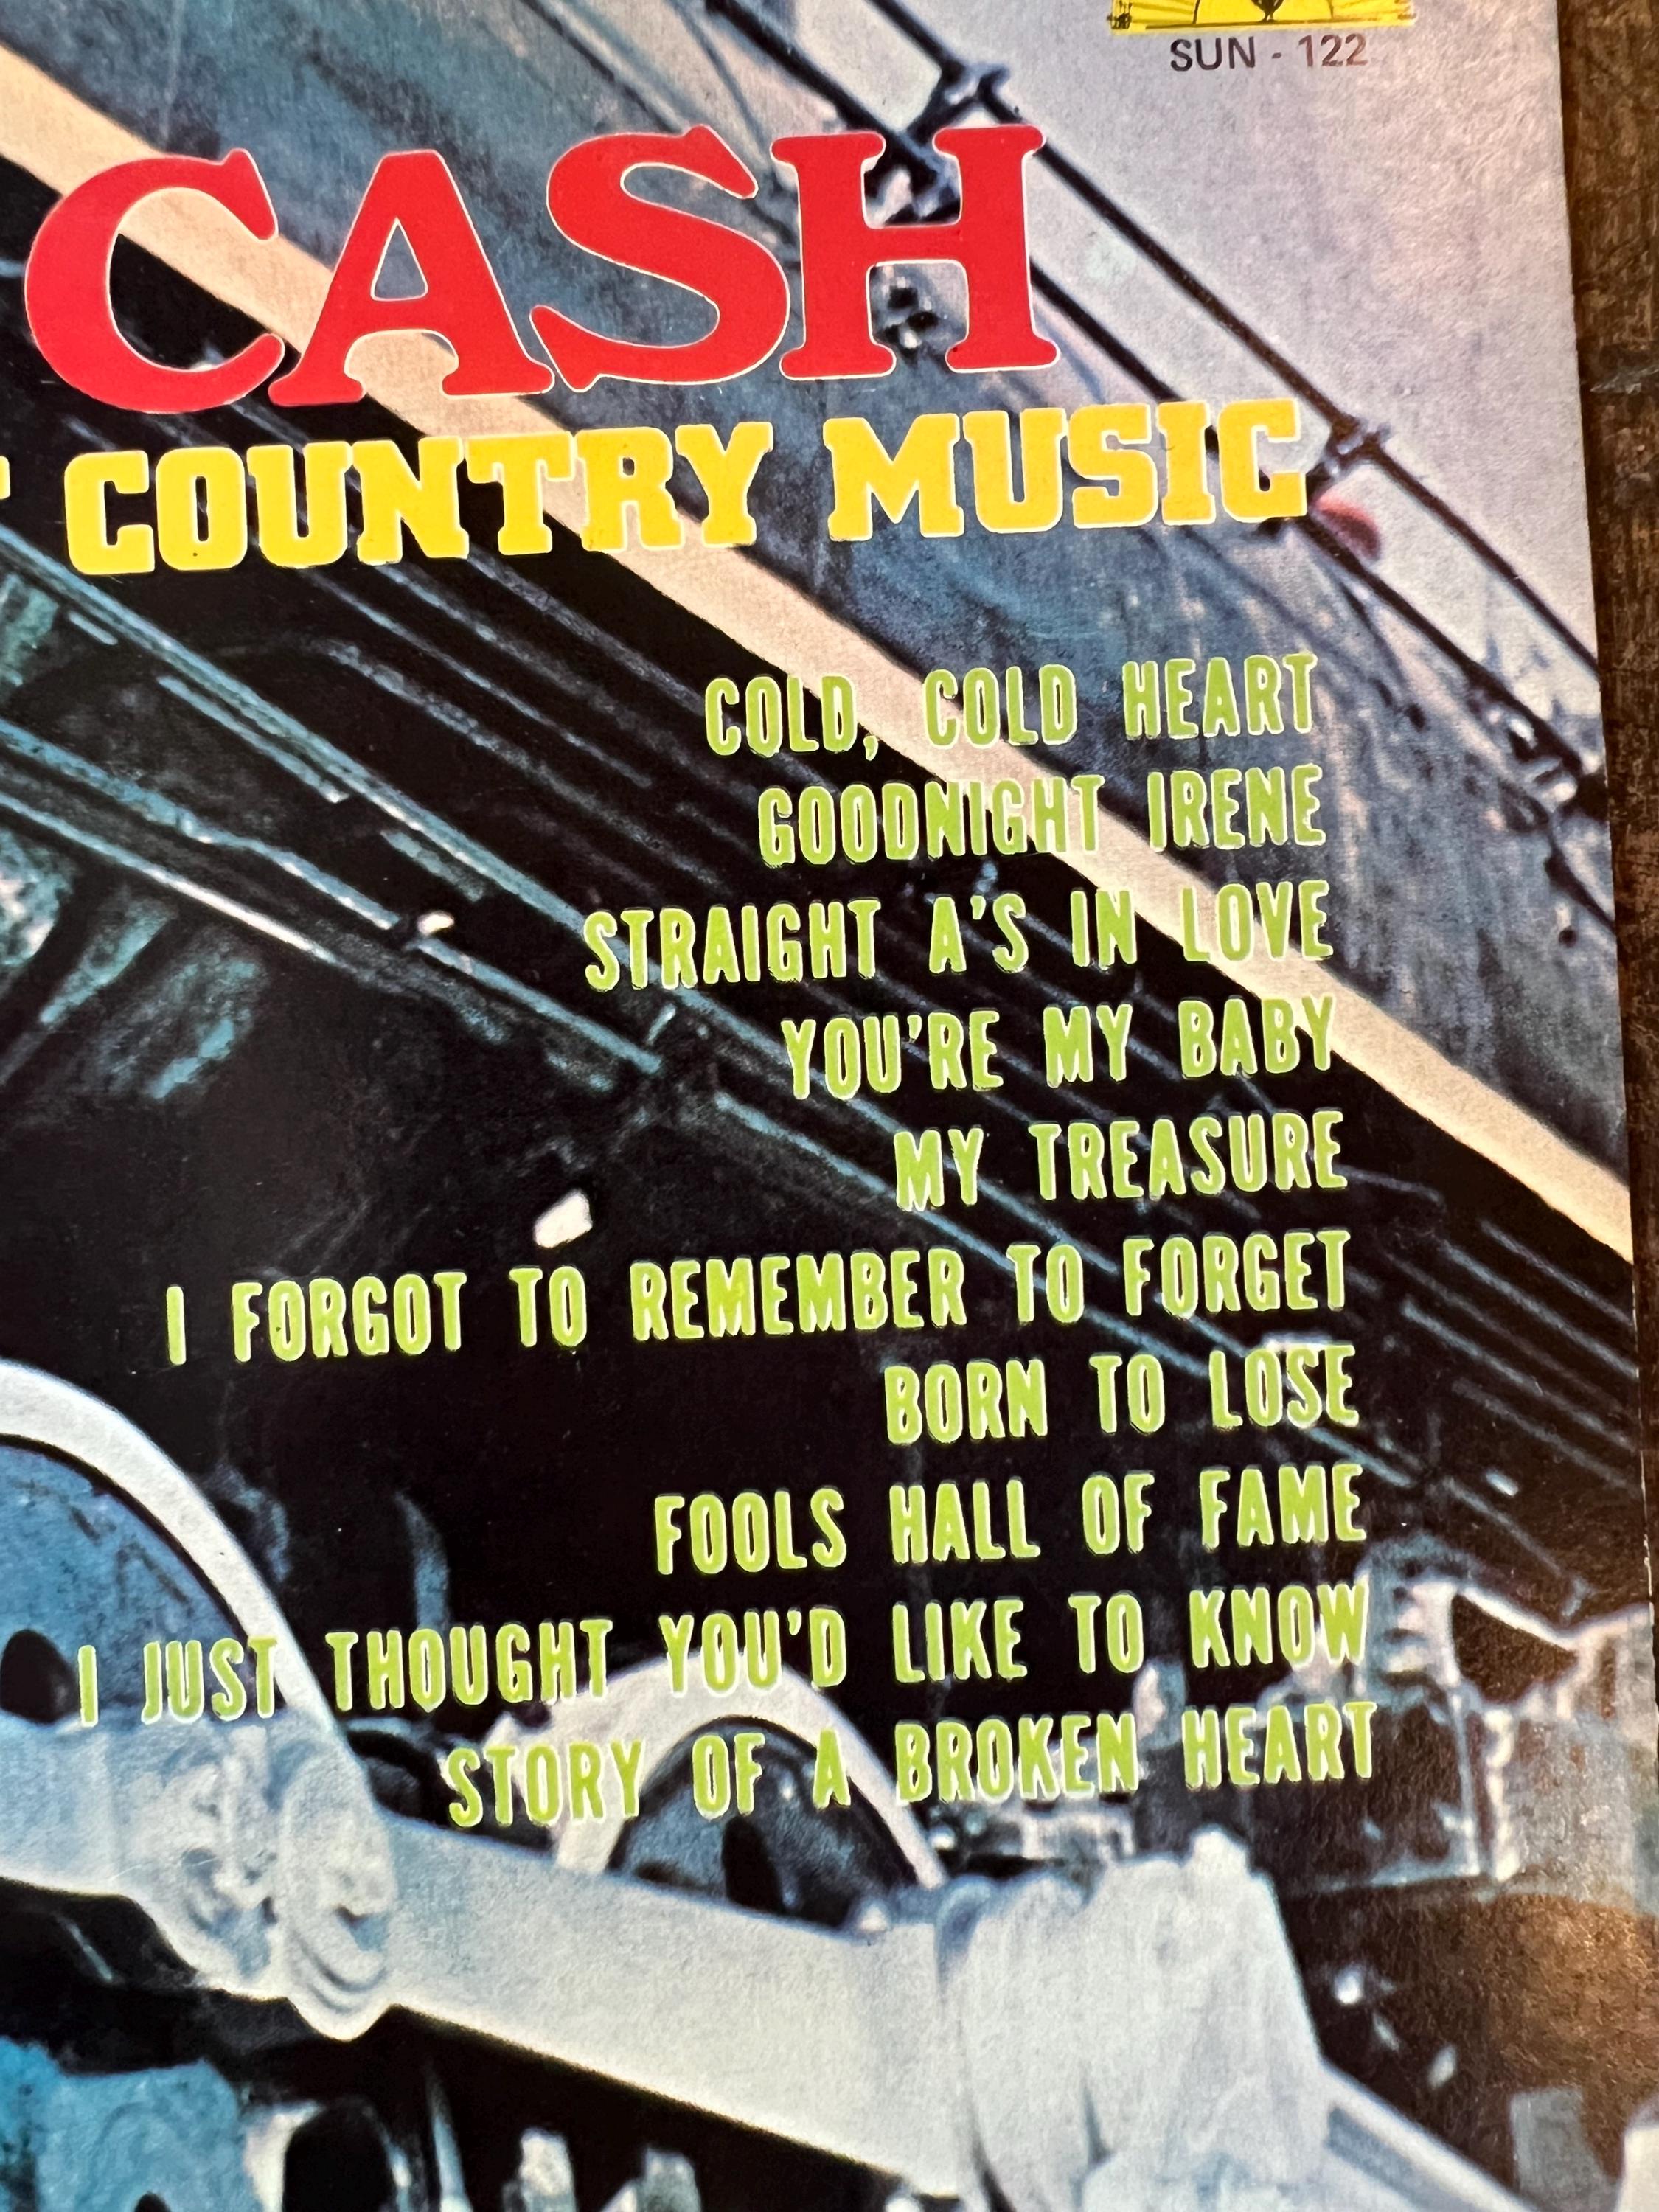 SUN - 122
CASH
COUNTRY MUSIC
COLD, COLD HEART
GOODNIGHT IRENE
STRAIGHT A'S IN LOVE
YOU'RE MY BABY
MY TREASURE
I FORGOT TO REMEMBER TO FORGET
BORN TO LOSE
FOOLS HALL OF FAME
I JUST THOUGHT YOU'D LIKE TO KNOW
STORY OF A BROKEN HEART